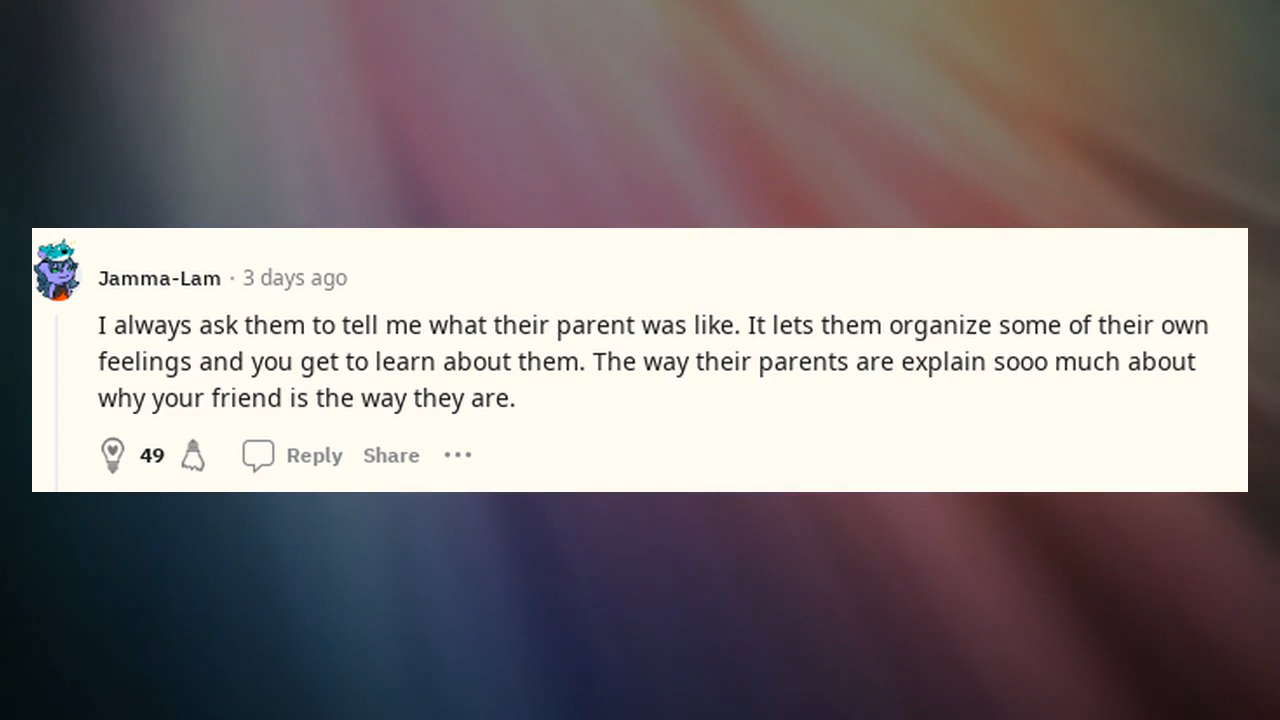 Jamma-Lam · 3 days ago
I always ask them to tell me what their parent was like. It lets them organize some of their own
feelings and you get to learn about them. The way their parents are explain sooo much about
why your friend is the way they are.
49 Reply Share •••